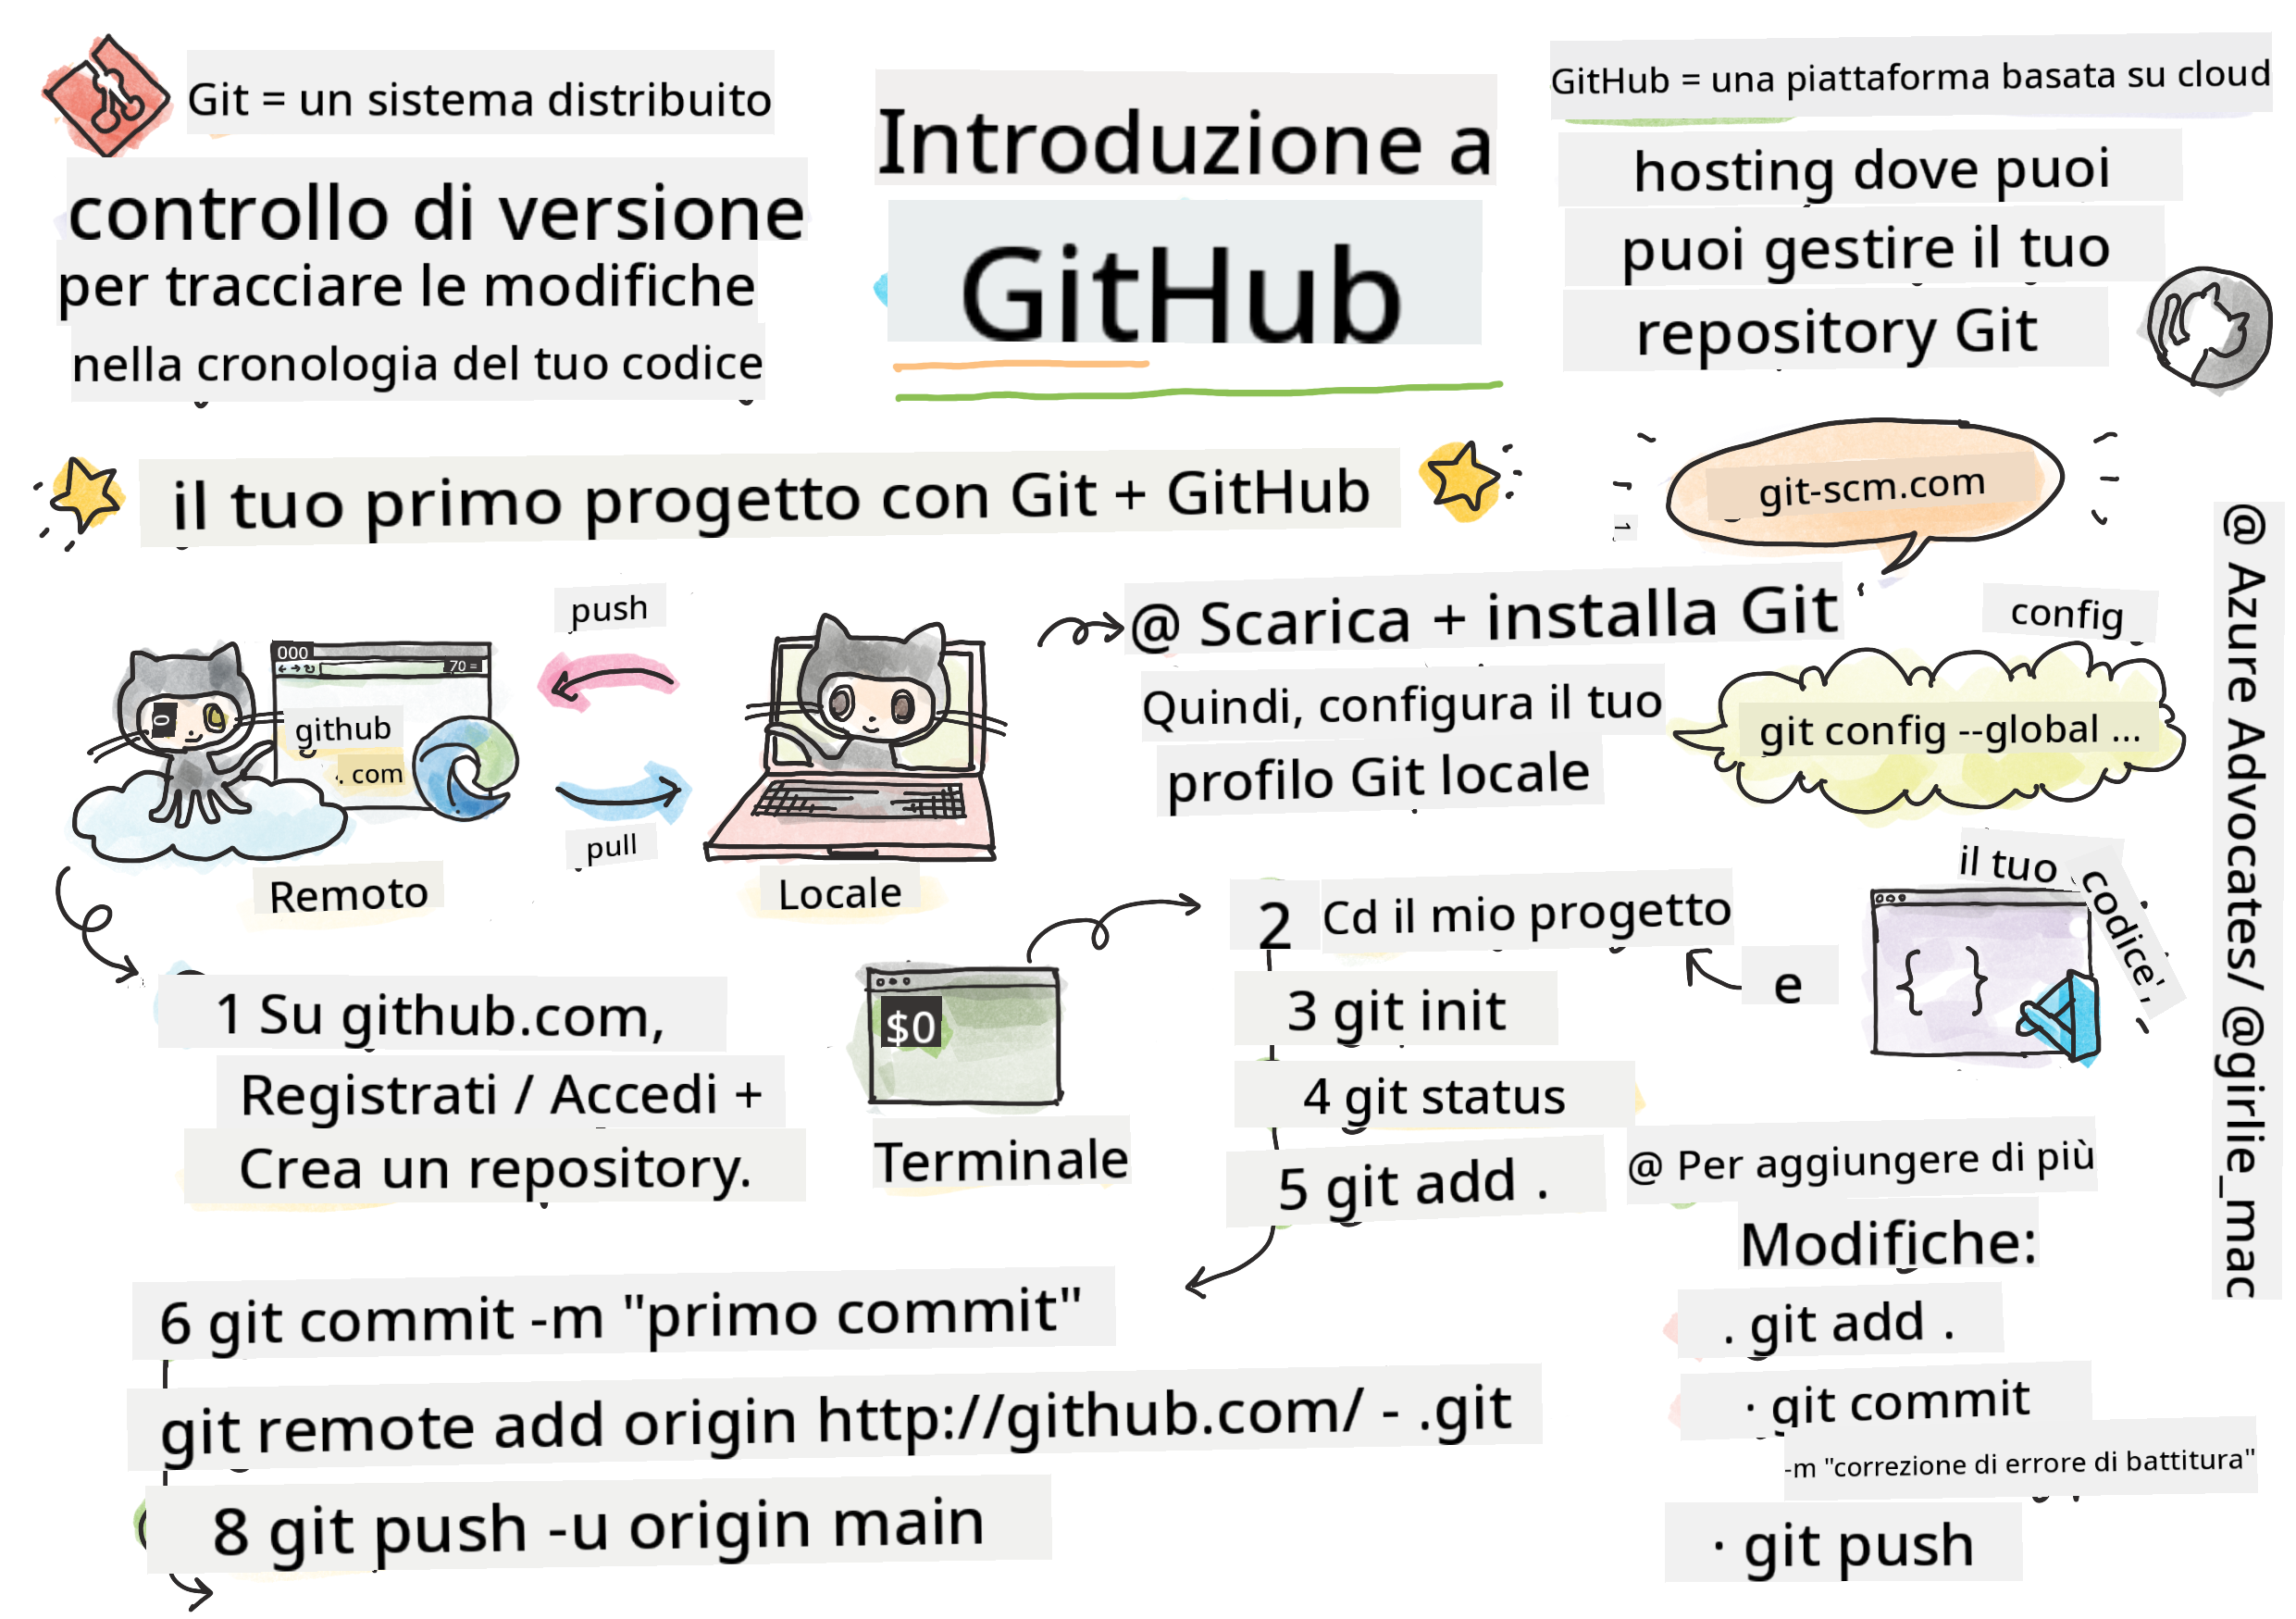 Git = un sistema distribuito
controllo di versione
per tracciare le modifiche
nella cronologia del tuo codice
Introduzione a
GitHub
GitHub = una piattaforma basata su cloud
hosting dove puoi
puoi gestire il tuo
repository Git
il tuo primo progetto con Git + GitHub
git-scm.com
1
@ Azure Advocates/ @girlie_mac
push
000
70 =
0
github
. com
pull
Remoto
Locale
@ Scarica + installa Git
Quindi, configura il tuo
profilo Git locale
config
git config --global ...
1 Su github.com,
Registrati / Accedi +
Crea un repository.
$0
Terminale
2 Cd il mio progetto
3 git init
4 git status
5 git add .
e
il tuo
codice',
{ }
6 git commit -m "primo commit"
git remote add origin http://github.com/ - .git
8 git push -u origin main
@ Per aggiungere di più
Modifiche:
. git add .
· git commit
-m "correzione di errore di battitura"
· git push